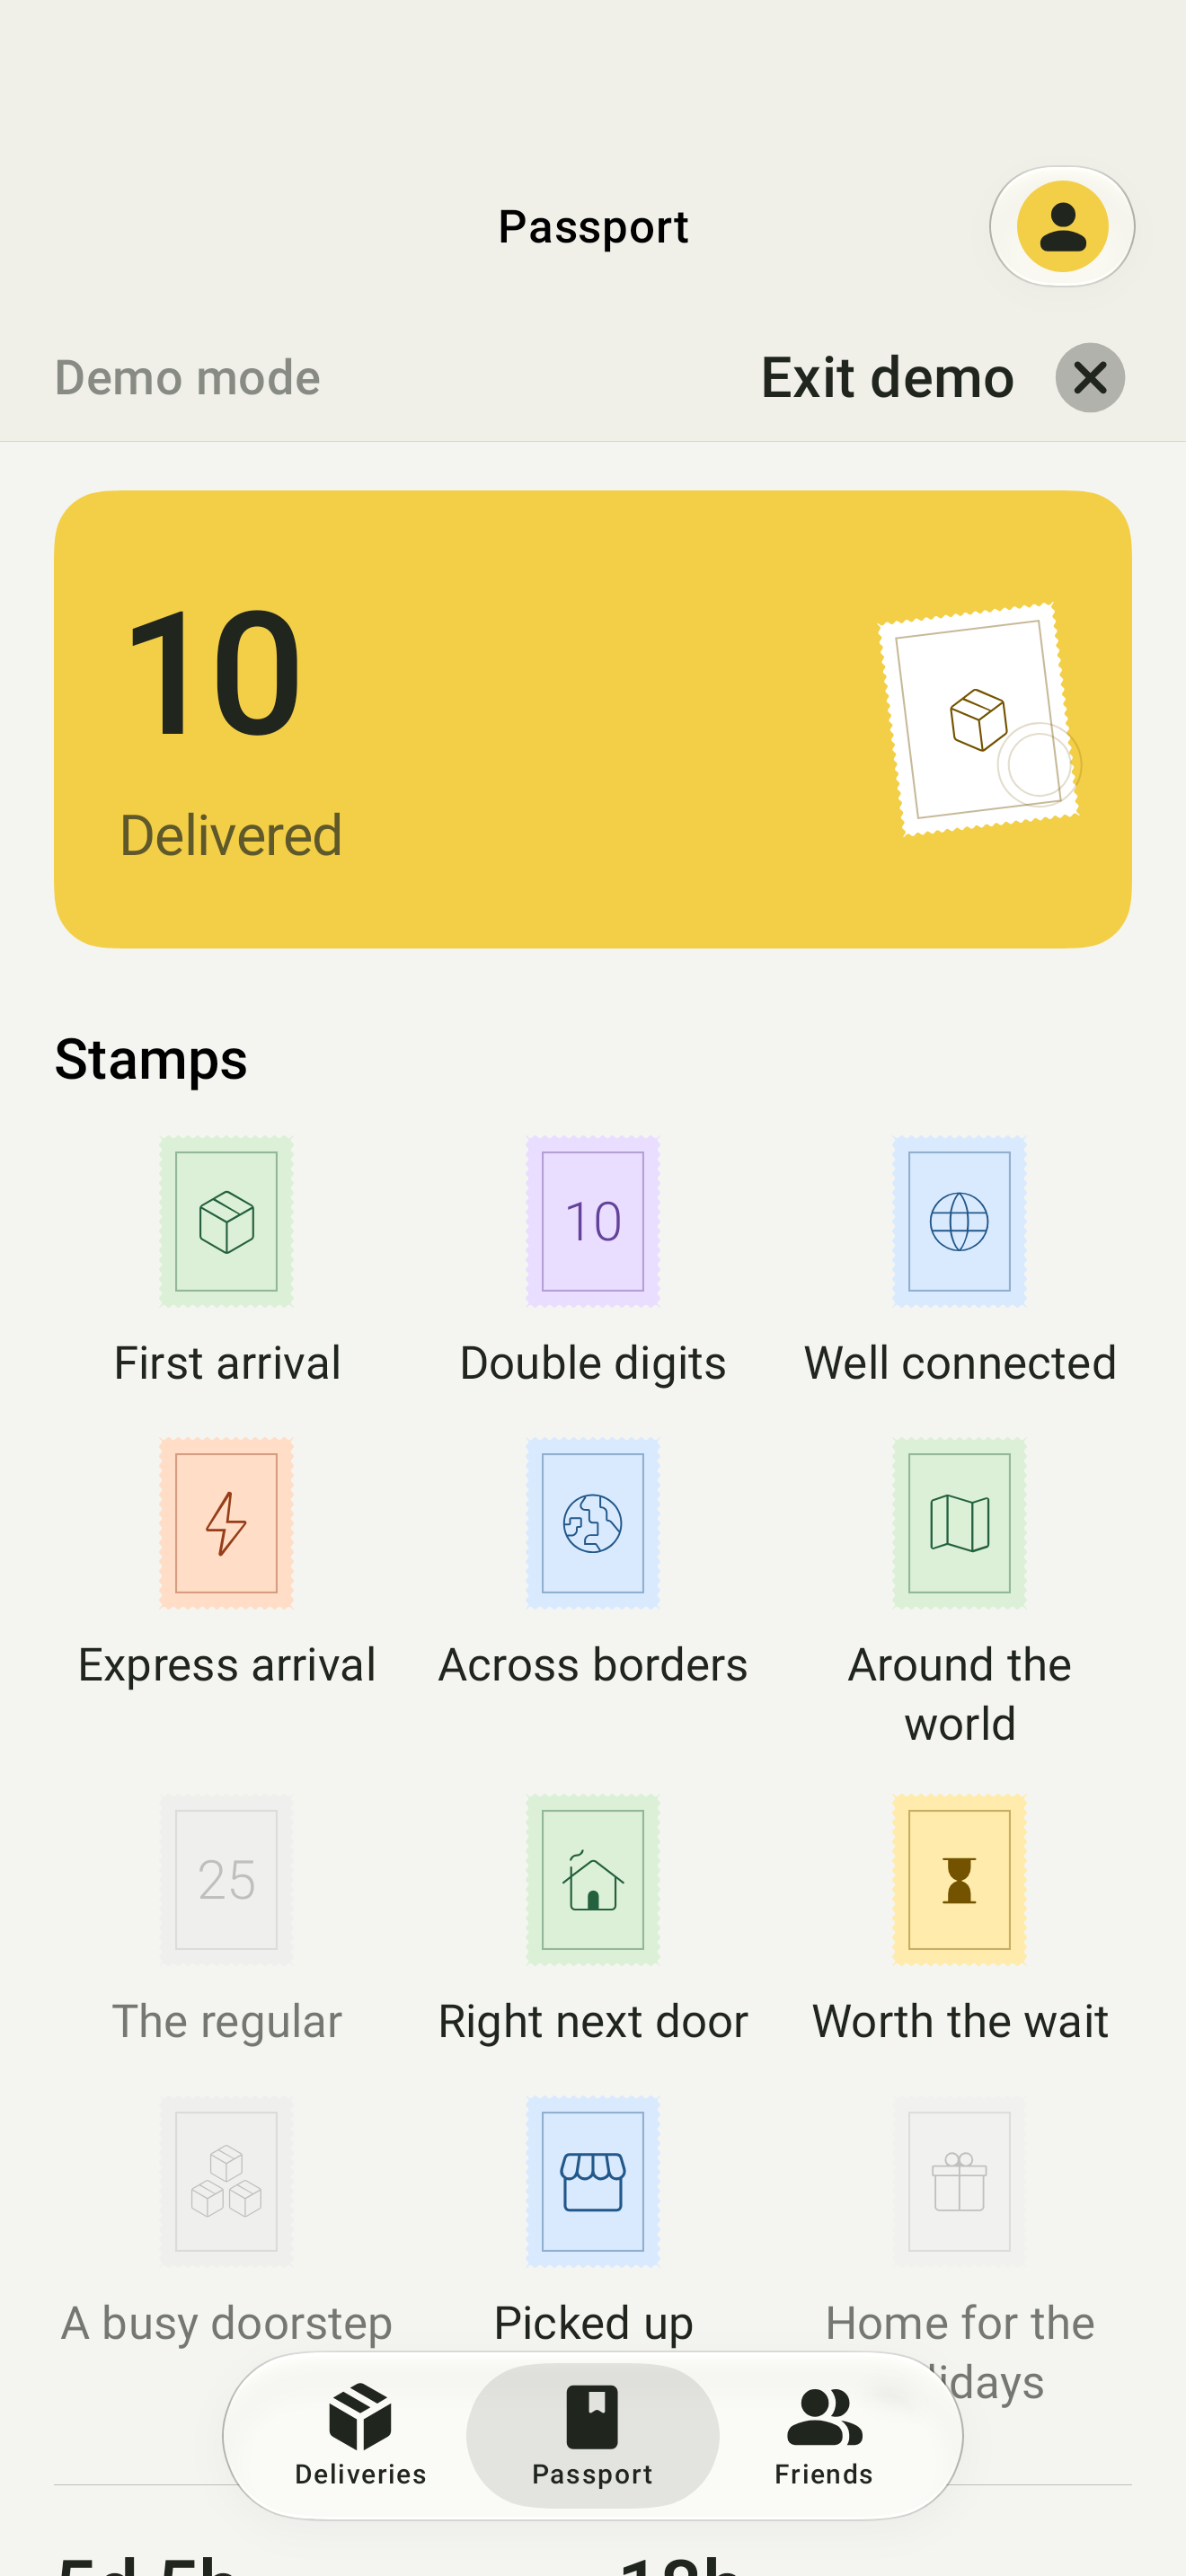 Passport
Demo mode
Exit demo
10
Delivered
Stamps
10
First arrival
Double digits
Well connected
Express arrival
Across borders
Around the
world
25
The regular
Right next door
Worth the wait
A busy doorstep
Picked up
Home for the
Deliveries
Passport
Friends